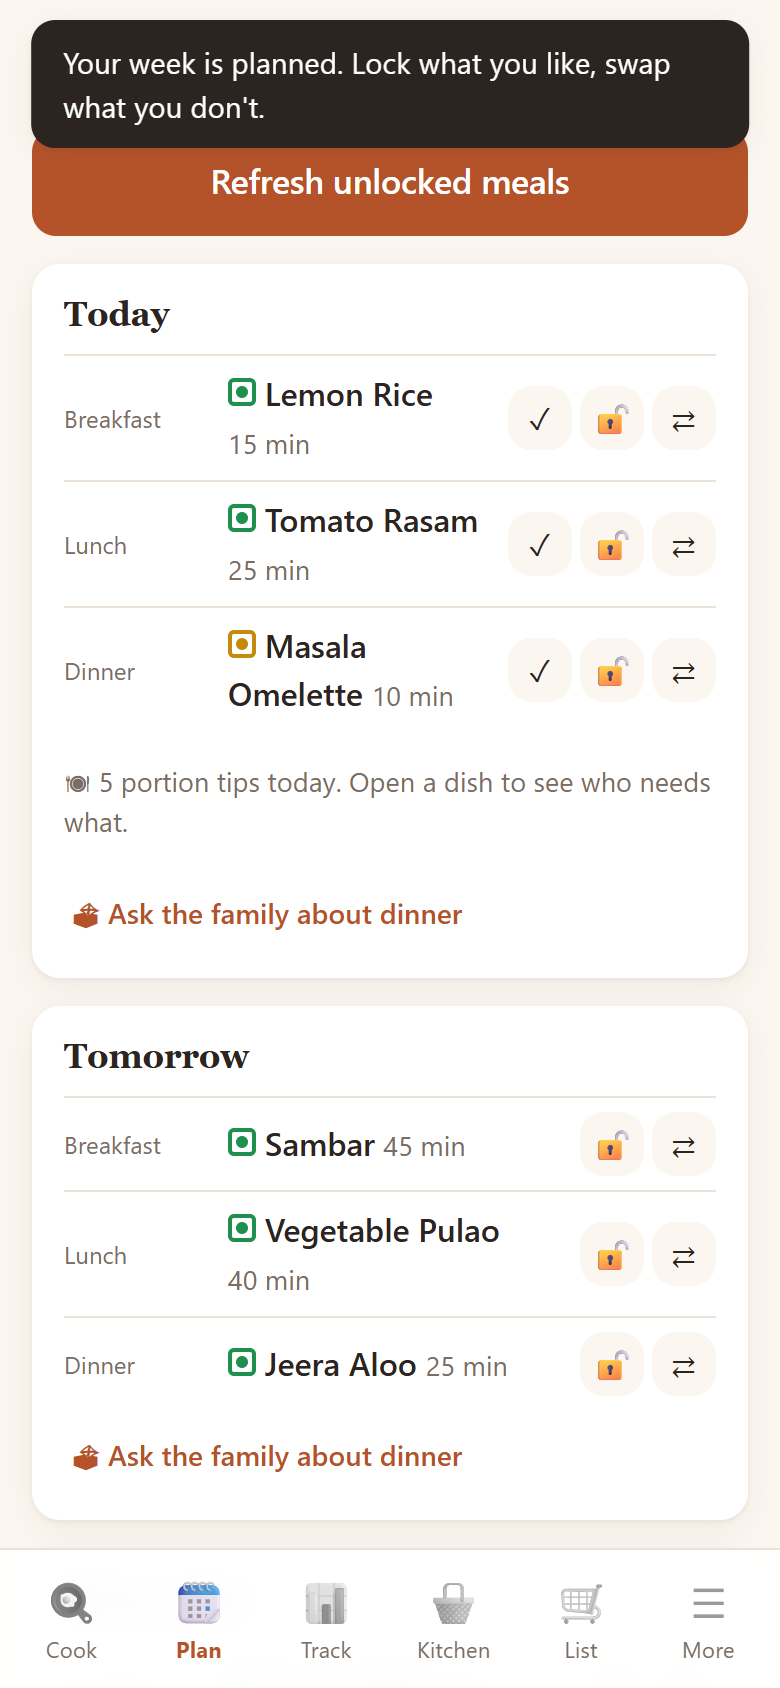 Your week is planned. Lock what you like, swap
what you don't.
Refresh unlocked meals
Today
Breakfast
Lemon Rice
15 min
Lunch
Tomato Rasam
25 min
Dinner
Masala
Omelette 10 min
5 portion tips today. Open a dish to see who needs
what.
Ask the family about dinner
Tomorrow
Breakfast
Sambar 45 min
Lunch
Vegetable Pulao
40 min
Dinner
Jeera Aloo 25 min
Ask the family about dinner
Cook
Plan
Track
Kitchen
List
More